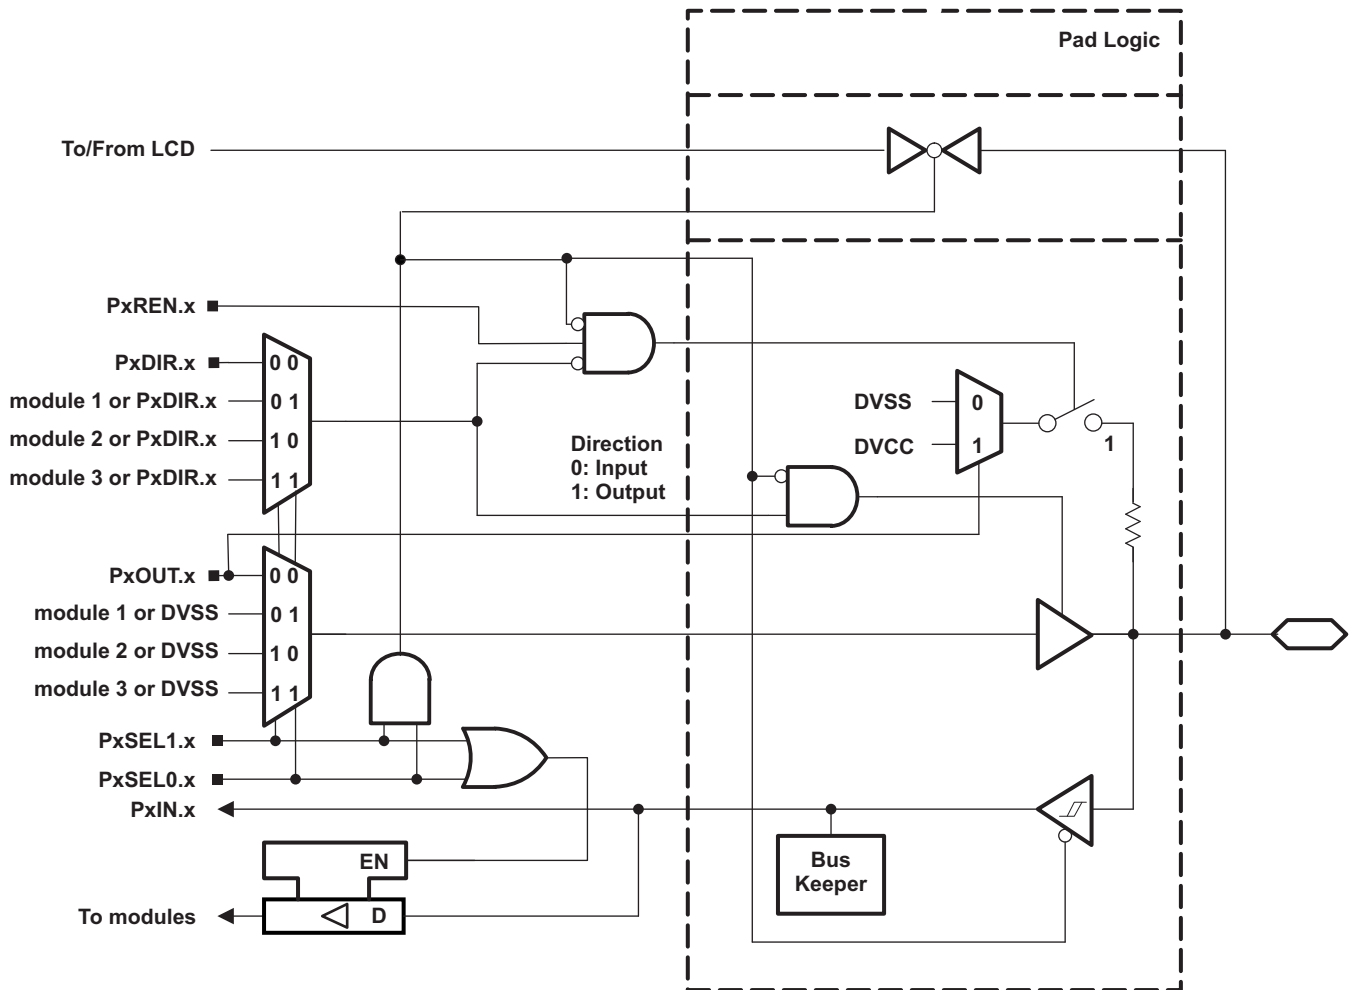 Pad Logic
To/From LCD
PxREN.x
PxDIR.x
0 0
module 1 or PxDIR.x
0 1
module 2 or PxDIR.x
1 0
module 3 or PxDIR.x
1 1
Direction
0: Input
1: Output
DVSS
0
DVCC
1
1
PxOUT.x
0 0
module 1 or DVSS
0 1
module 2 or DVSS
1 0
module 3 or DVSS
1 1
PxSEL1.x
PxSEL0.x
PxIN.x
EN
Bus
Keeper
To modules
D